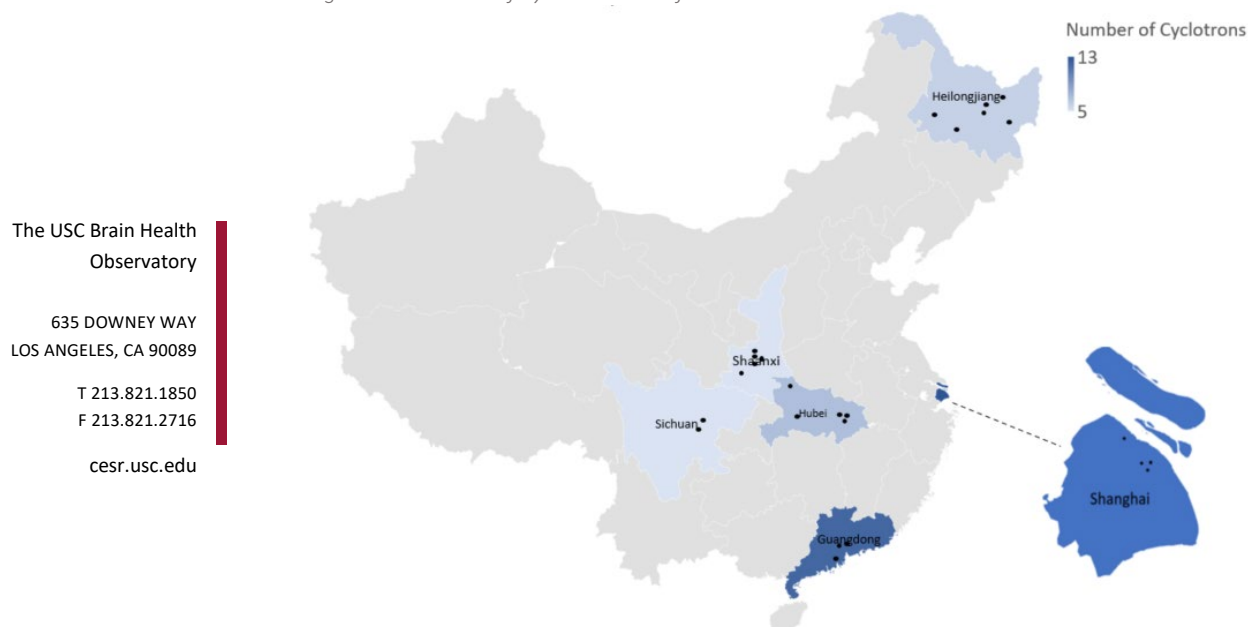 The USC Brain Health
Observatory
635 DOWNEY WAY
LOS ANGELES, CA 90089
T 213.821.1850
F 213.821.2716
cesr.usc.edu
Number of Cyclotrons
13
5
Heilongjiang
Shaanxi
Hubei
Sichuan
Shanghai
Guangdong